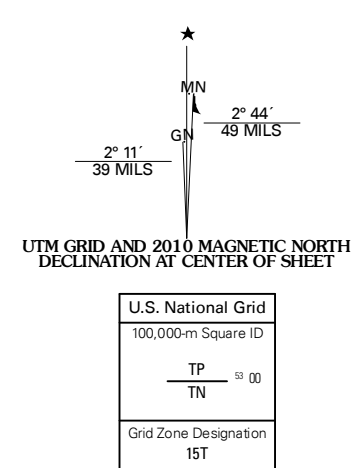 ★
MN
2° 44´
49 MILS
GN
2° 11´
39 MILS
UTM GRID AND 2010 MAGNETIC NORTH
DECLINATION AT CENTER OF SHEET
U.S. National Grid
100,000-m Square ID
TP
53 00
TN
Grid Zone Designation
15T